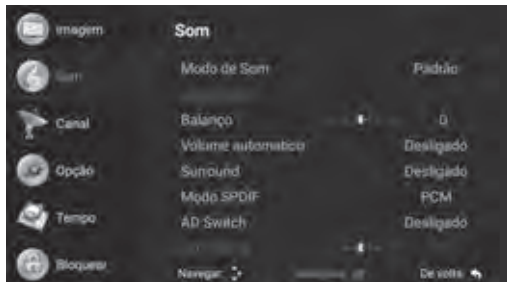 Imagem
Som
Som
Modo de Som Padrão
Canal
Balanço 0
Volume automatico Desligado
Opção
Surround Desligado
Modo SPDIF PCM
Tempo
AD Switch Desligado
Bloquear
Navegar
De volta